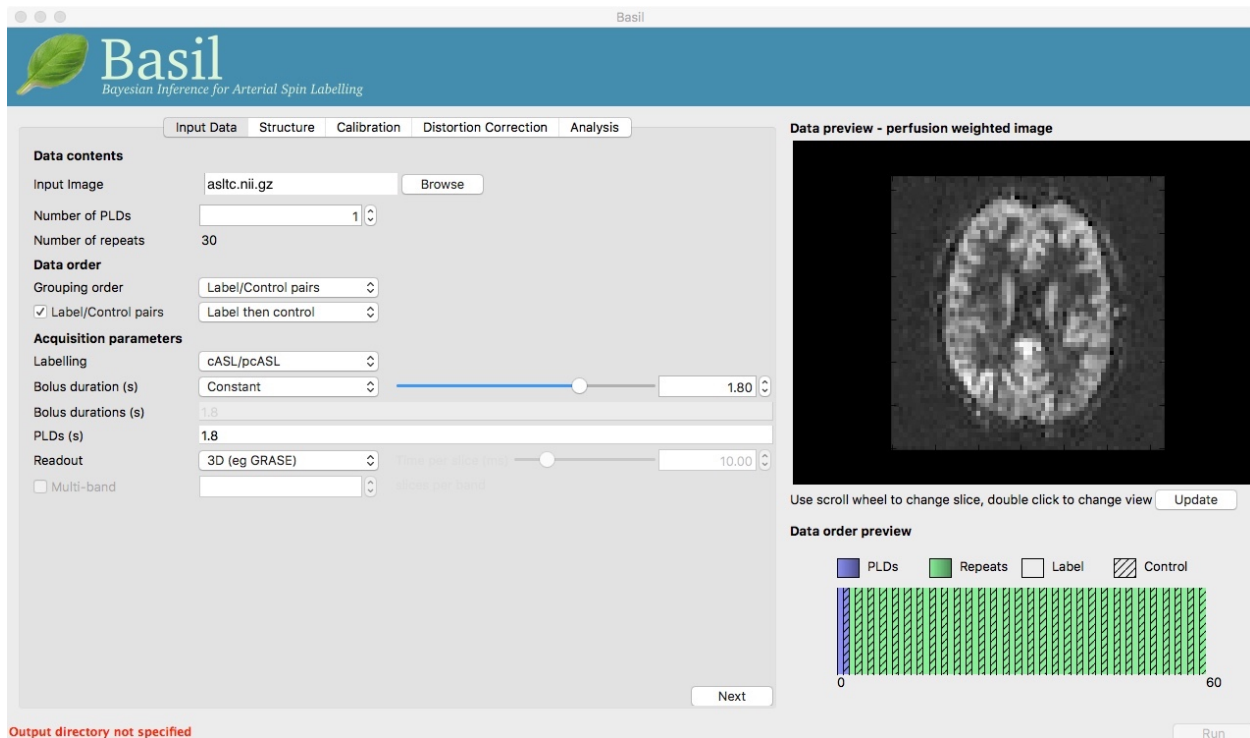 Basil
Basil
Bayesian Inference for Arterial Spin Labelling
Input Data Structure Calibration Distortion Correction Analysis
Data contents
Input Image asltc.nii.gz Browse
Number of PLDs 1
Number of repeats 30
Data order
Grouping order Label/Control pairs
Label/Control pairs Label then control
Acquisition parameters
Labelling cASL/pcASL
Bolus duration (s) Constant 1.80
Bolus durations (s) 1.8
PLDs (s) 1.8
Readout 3D (eg GRASE) Time per slice (ms) 10.00
Multi-band slices per band
Next
Output directory not specified
Data preview - perfusion weighted image
Use scroll wheel to change slice, double click to change view Update
Data order preview
PLDs Repeats Label Control
0 60
Run